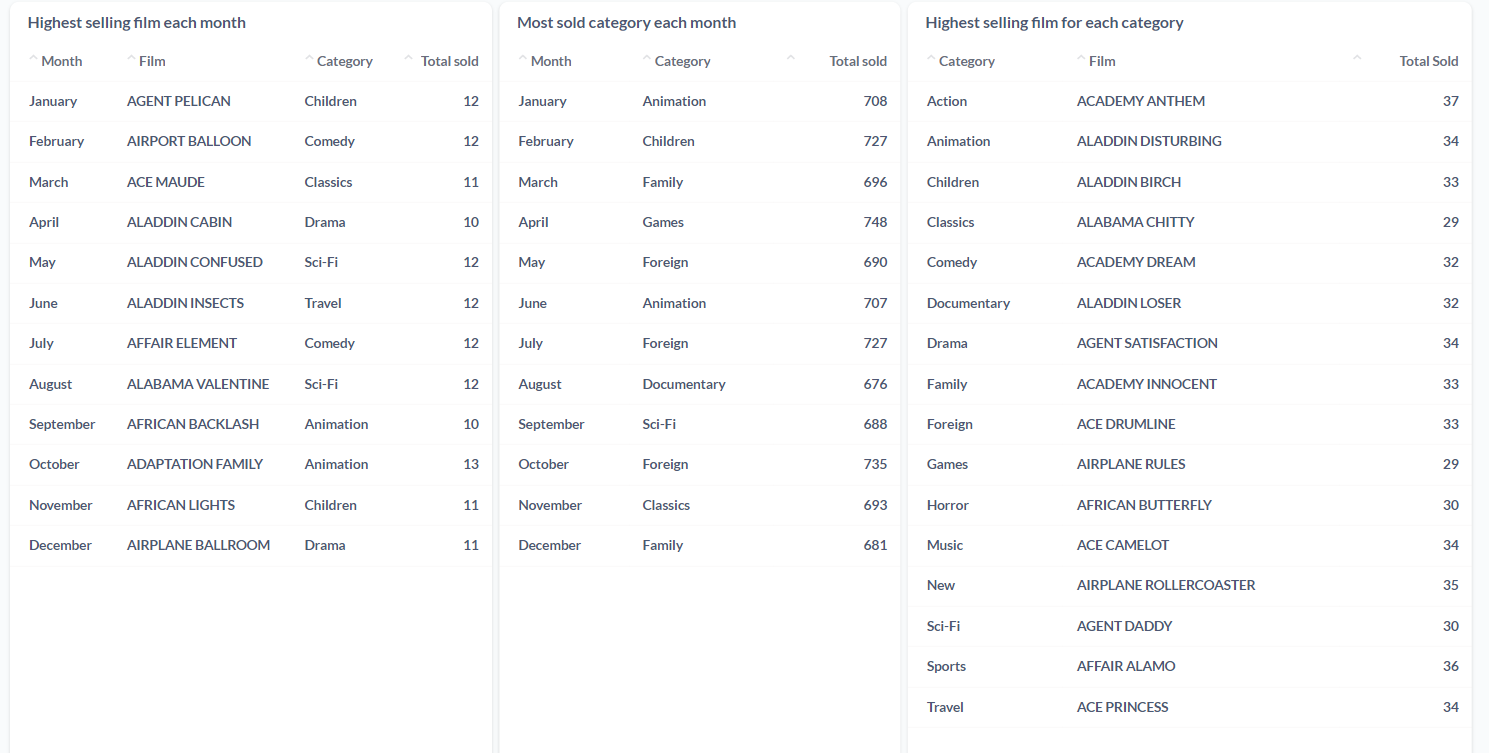 Highest selling film each month
Month Film Category Total sold
January AGENT PELICAN Children 12
February AIRPORT BALLOON Comedy 12
March ACE MAUDE Classics 11
April ALADDIN CABIN Drama 10
May ALADDIN CONFUSED Sci-Fi 12
June ALADDIN INSECTS Travel 12
July AFFAIR ELEMENT Comedy 12
August ALABAMA VALENTINE Sci-Fi 12
September AFRICAN BACKLASH Animation 10
October ADAPTATION FAMILY Animation 13
November AFRICAN LIGHTS Children 11
December AIRPLANE BALLROOM Drama 11
Most sold category each month
Month Category Total sold
January Animation 708
February Children 727
March Family 696
April Games 748
May Foreign 690
June Animation 707
July Foreign 727
August Documentary 676
September Sci-Fi 688
October Foreign 735
November Classics 693
December Family 681
Highest selling film for each category
Category Film Total Sold
Action ACADEMY ANTHEM 37
Animation ALADDIN DISTURBING 34
Children ALADDIN BIRCH 33
Classics ALABAMA CHITTY 29
Comedy ACADEMY DREAM 32
Documentary ALADDIN LOSER 32
Drama AGENT SATISFACTION 34
Family ACADEMY INNOCENT 33
Foreign ACE DRUMLINE 33
Games AIRPLANE RULES 29
Horror AFRICAN BUTTERFLY 30
Music ACE CAMELOT 34
New AIRPLANE ROLLERCOASTER 35
Sci-Fi AGENT DADDY 30
Sports AFFAIR ALAMO 36
Travel ACE PRINCESS 34